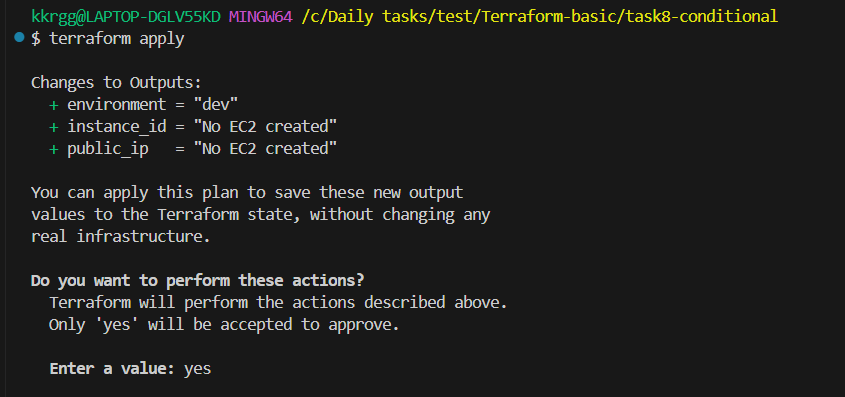 kkrgg@LAPTOP-DGLV55KD MINGW64 /c/Daily tasks/test/Terraform-basic/task8-conditional
$ terraform apply
Changes to Outputs:
+ environment = "dev"
+ instance_id = "No EC2 created"
+ public_ip   = "No EC2 created"
You can apply this plan to save these new output
values to the Terraform state, without changing any
real infrastructure.
Do you want to perform these actions?
Terraform will perform the actions described above.
Only 'yes' will be accepted to approve.
Enter a value: yes